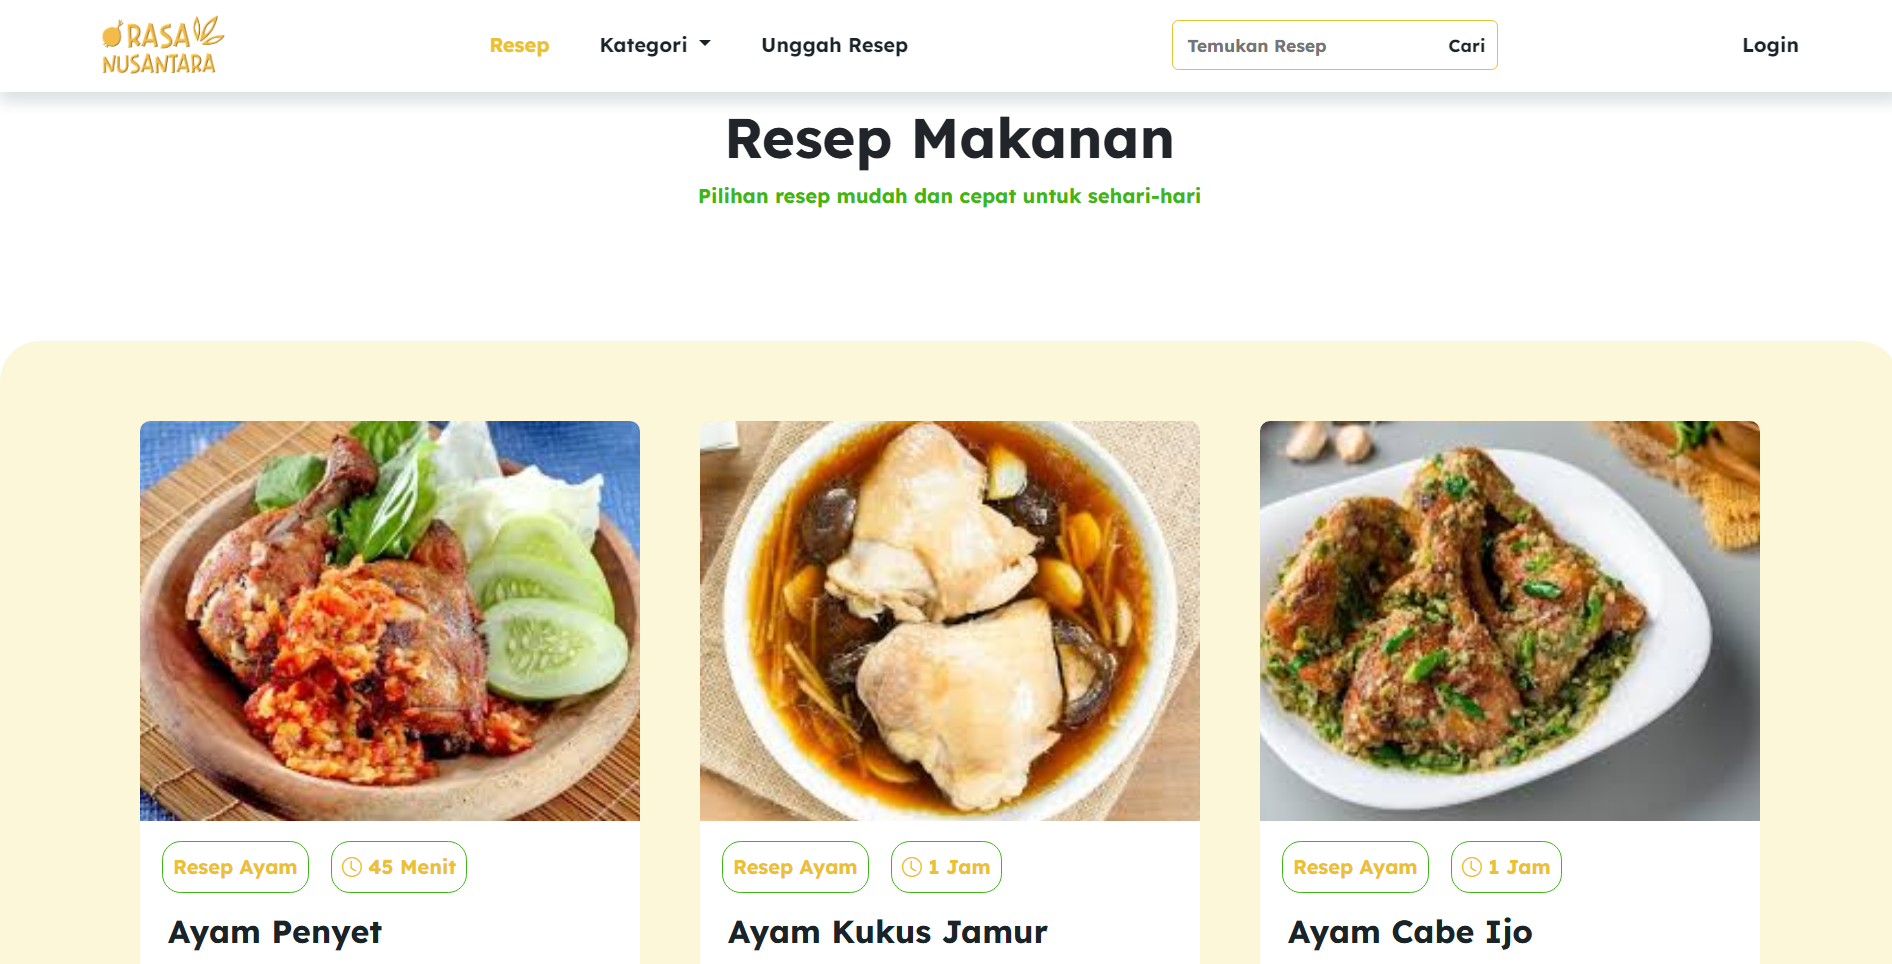 RASA
NUSANTARA
Resep
Kategori
Unggah Resep
Temukan Resep
Cari
Login
Resep Makanan
Pilihan resep mudah dan cepat untuk sehari-hari
Resep Ayam
45 Menit
Ayam Penyet
Resep Ayam
1 Jam
Ayam Kukus Jamur
Resep Ayam
1 Jam
Ayam Cabe Ijo